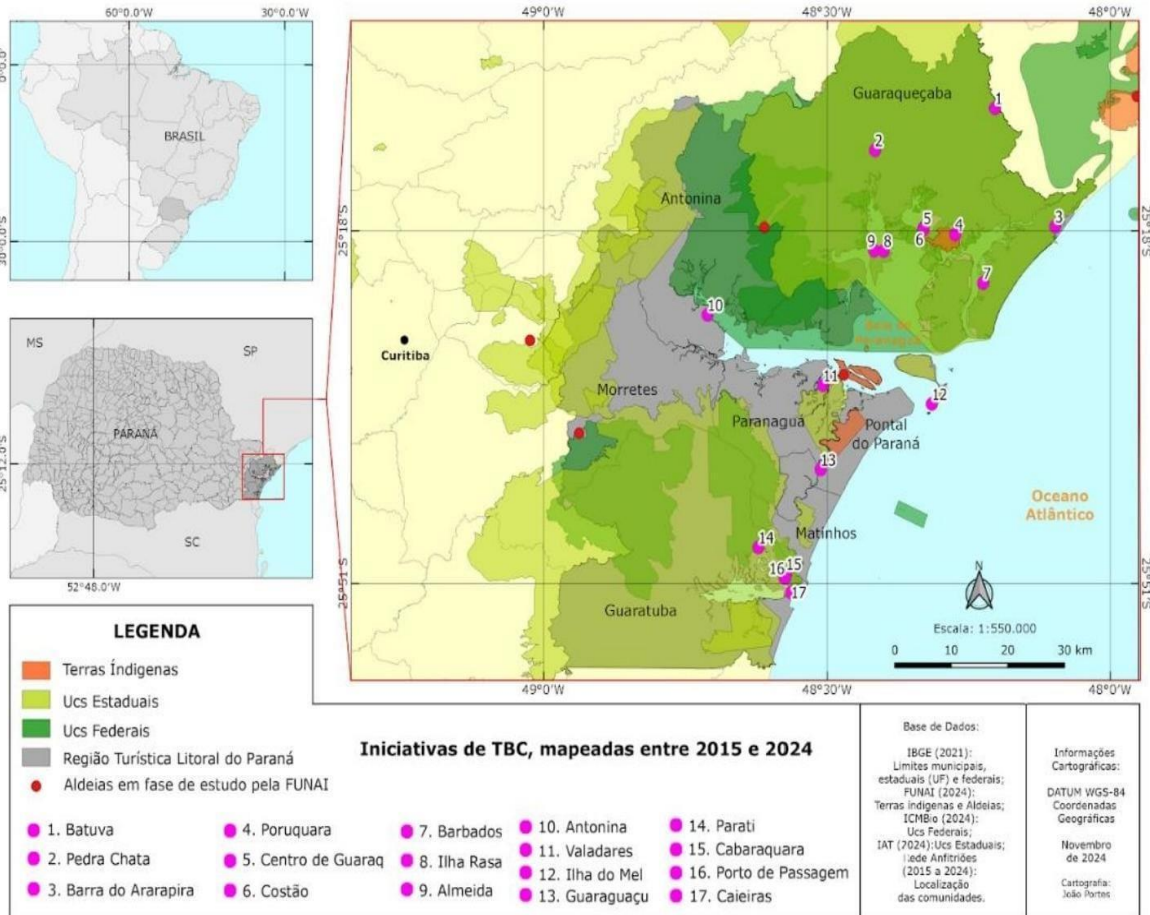 60°0.0'W
30°0.0'W
0°0.0'
BRASIL
30°0.0'S
MS
SP
PARANÁ
25°12.0'S
SC
52°48.0'W
49°0'W
48°30'W
48°0'W
Guaraqueçaba
1
2
Antonina
25°18'S
25°18'S
5
4
3
6
9
8
7
10
Curitiba
11
12
Morretes
Paranaguá
Pontal
do Paraná
13
Oceano
Atlântico
Matinhos
14
16
15
17
25°51'S
25°51'S
Guaratuba
N
Escala: 1:550.000
0 10 20 30 km
49°0'W
48°30'W
48°0'W
LEGENDA
Terras Índigenas
Ucs Estaduais
Ucs Federais
Região Turística Litoral do Paraná
Aldeias em fase de estudo pela FUNAI
Iniciativas de TBC, mapeadas entre 2015 e 2024
1. Batuva
2. Pedra Chata
3. Barra do Ararapira
4. Poruquara
5. Centro de Guaraq
6. Costão
7. Barbados
8. Ilha Rasa
9. Almeida
10. Antonina
11. Valadares
12. Ilha do Mel
13. Guaraguaçu
14. Parati
15. Cabaraquara
16. Porto de Passagem
17. Caieiras
Base de Dados:
IBGE (2021):
Limites municipais,
estaduais (UF) e federais;
FUNAI (2024):
Terras indígenas e Aldeias;
ICMBio (2024):
Ucs Federais;
IAT (2024):Ucs Estaduais;
Rede Anfitriões
(2015 a 2024):
Localização
das comunidades.
Informações
Cartográficas:
DATUM WGS-84
Coordenadas
Geográficas
Novembro
de 2024
Cartografia:
João Portes